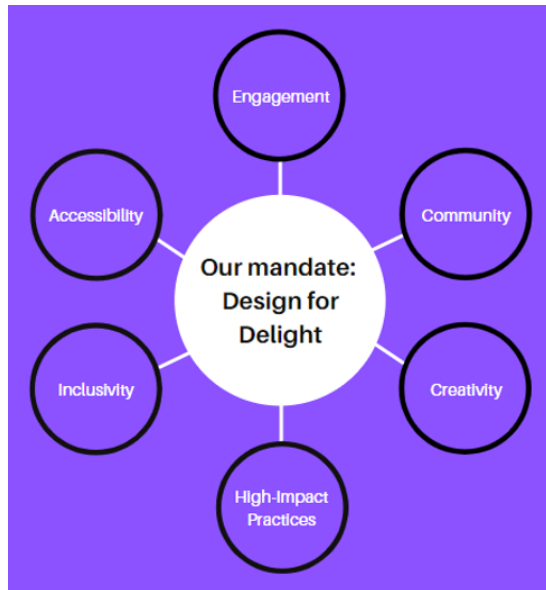 Engagement
Accessibility
Community
Our mandate:
Design for
Delight
Inclusivity
Creativity
High-Impact
Practices